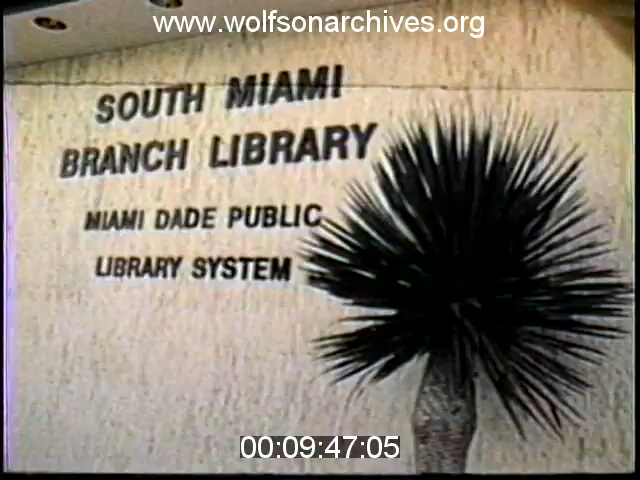 www.wolfsonarchives.org
SOUTH MIAMI
BRANCH LIBRARY
MIAMI DADE PUBLIC
LIBRARY SYSTEM
00:09:47:05